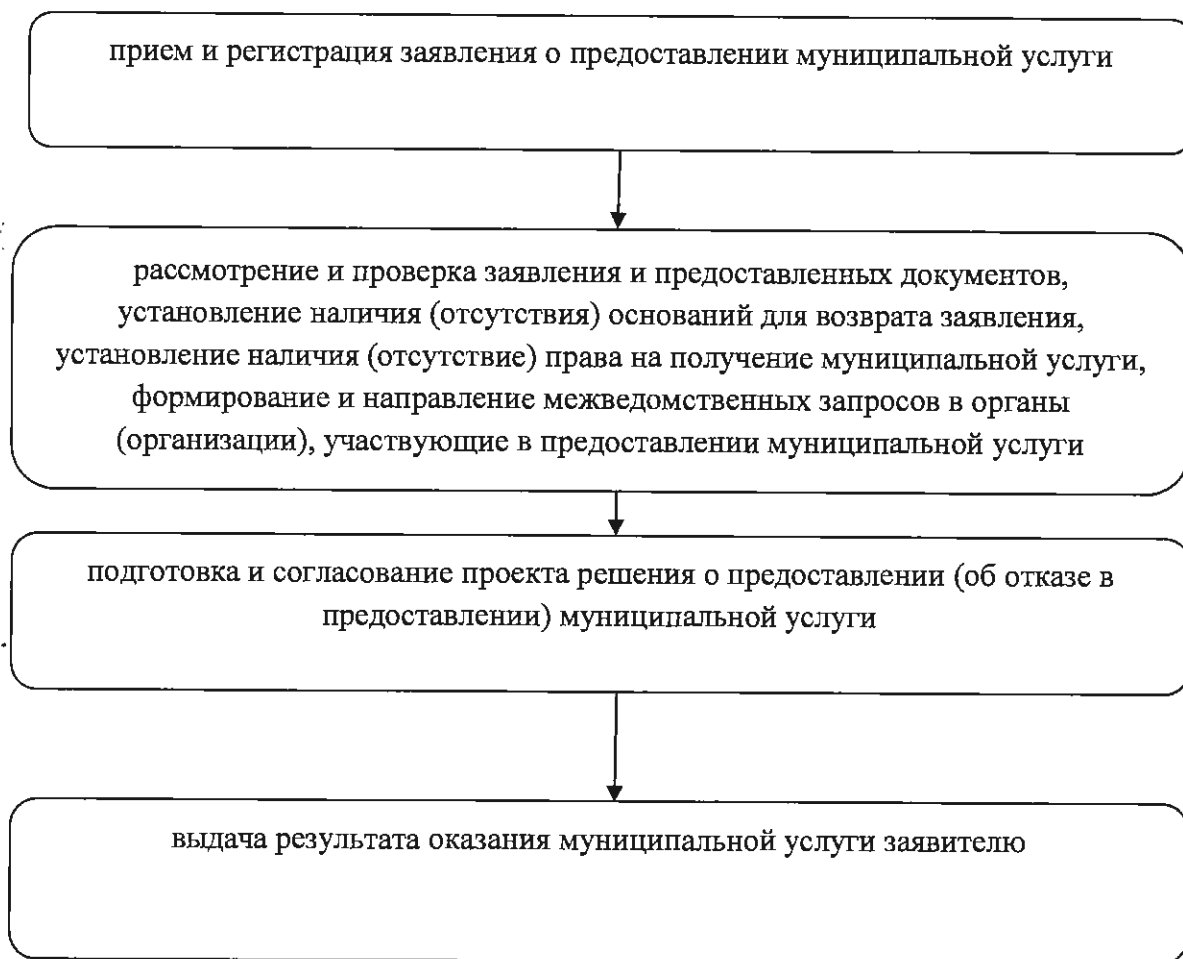 прием и регистрация заявления о предоставлении муниципальной услуги
рассмотрение и проверка заявления и предоставленных документов,
установление наличия (отсутствия) оснований для возврата заявления,
установление наличия (отсутствие) права на получение муниципальной услуги,
формирование и направление межведомственных запросов в органы
(организации), участвующие в предоставлении муниципальной услуги
подготовка и согласование проекта решения о предоставлении (об отказе в
предоставлении) муниципальной услуги
выдача результата оказания муниципальной услуги заявителю